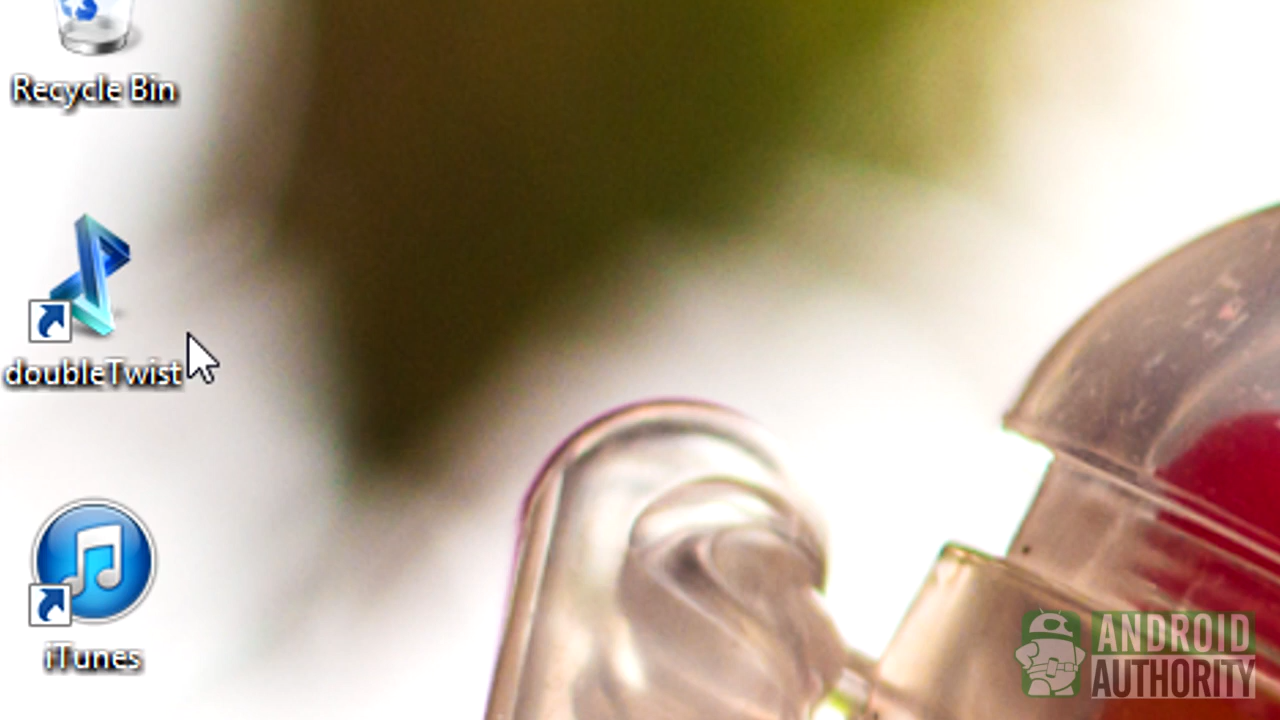 Recycle Bin
doubleTwist
iTunes
ANDROID
AUTHORITY